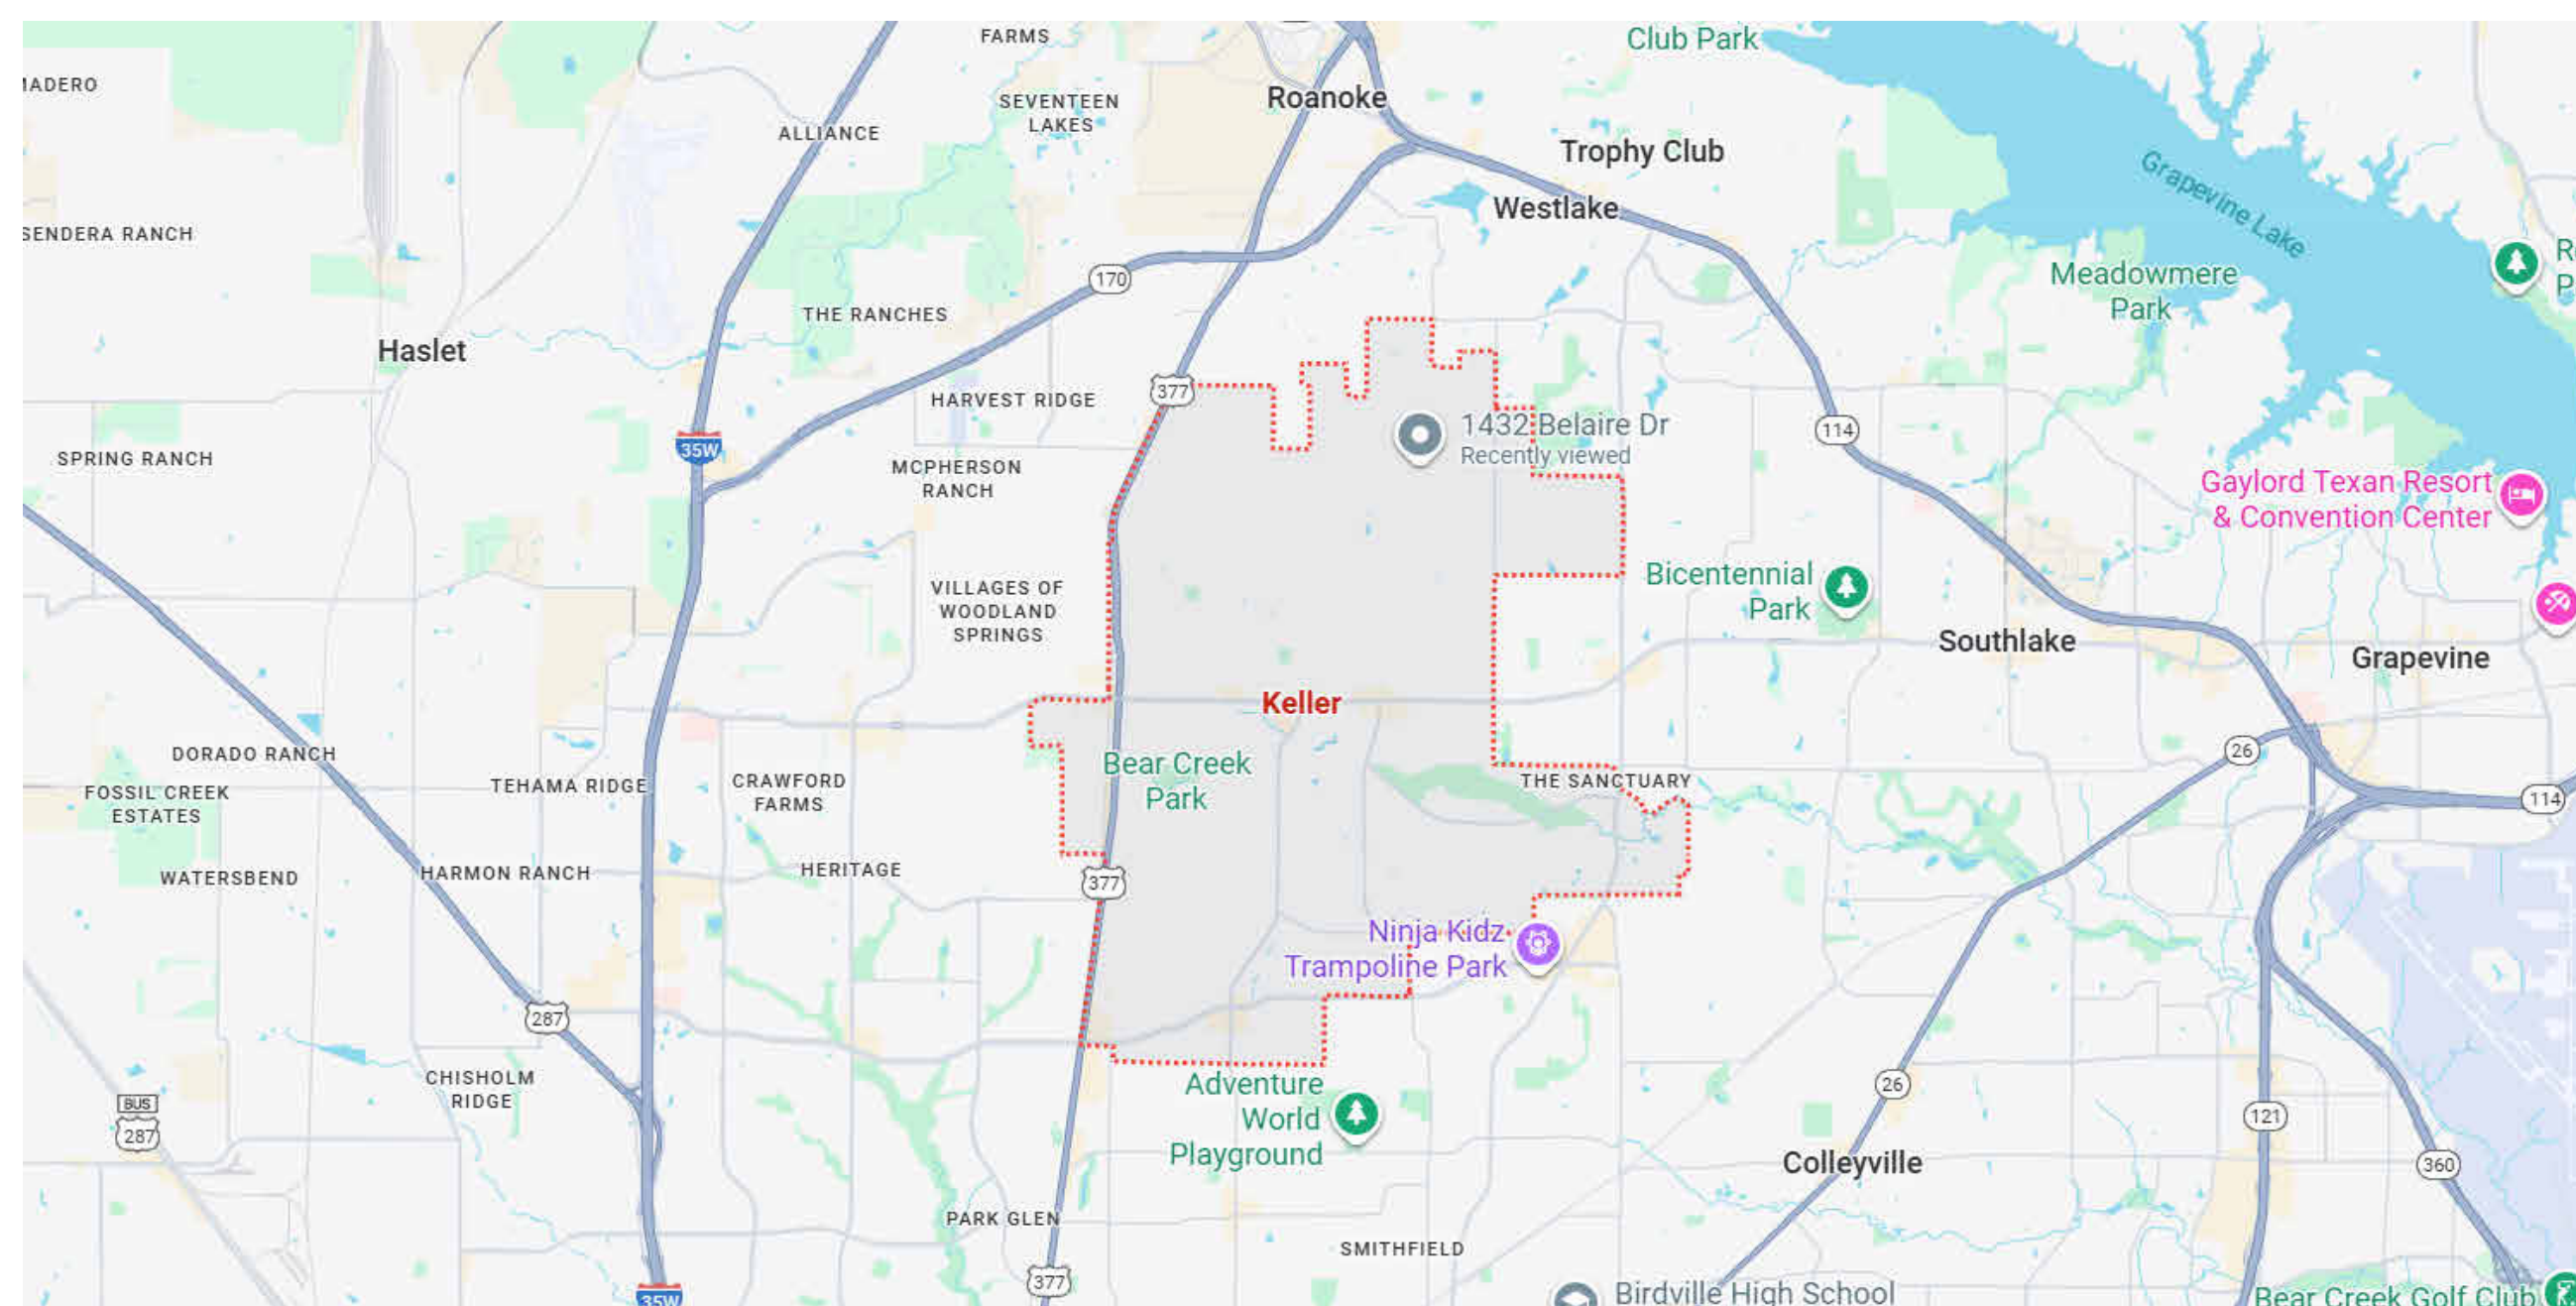 FARMS
Club Park
MADERO
SEVENTEEN
LAKES
Roanoke
ALLIANCE
Trophy Club
Westlake
Grapevine Lake
SENDERA RANCH
170
Meadowmere
Park
THE RANCHES
Haslet
377
HARVEST RIDGE
1432 Belaire Dr
Recently viewed
114
35W
SPRING RANCH
MCPHERSON
RANCH
Gaylord Texan Resort
& Convention Center
VILLAGES OF
WOODLAND
SPRINGS
Bicentennial
Park
Southlake
Grapevine
Keller
26
DORADO RANCH
Bear Creek
Park
THE SANCTUARY
TEHAMA RIDGE
CRAWFORD
FARMS
FOSSIL CREEK
ESTATES
114
WATERSBEND
HARMON RANCH
HERITAGE
377
Ninja Kidz
Trampoline Park
287
CHISHOLM
RIDGE
Adventure
World
Playground
26
BUS
287
121
Colleyville
360
PARK GLEN
SMITHFIELD
377
35W
Birdville High School
Bear Creek Golf Club